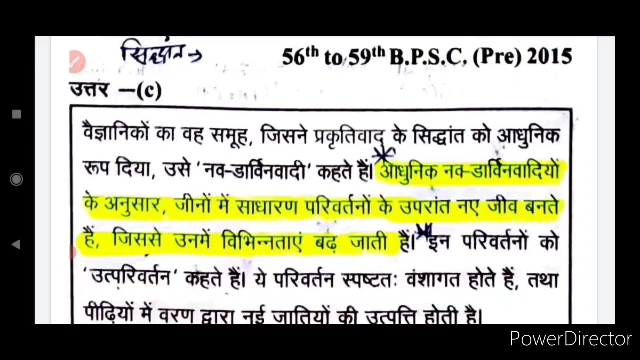 सिद्धांत →
56th to 59th B.P.S.C. (Pre) 2015
उत्तर –(c)
वैज्ञानिकों का वह समूह, जिसने प्रकृतिवाद के सिद्धांत को आधुनिक
रूप दिया, उसे 'नव-डार्विनवादी' कहते हैं। आधुनिक नव-डार्विनवादियों
के अनुसार, जीनों में साधारण परिवर्तनों के उपरांत नए जीव बनते
हैं, जिससे उनमें विभिन्नताएं बढ़ जाती हैं। इन परिवर्तनों को
'उत्परिवर्तन' कहते हैं। ये परिवर्तन स्पष्टतः वंशागत होते हैं, तथा
पीढ़ियों में वरण द्वारा नई जातियों की उत्पत्ति होती है।
PowerDirector